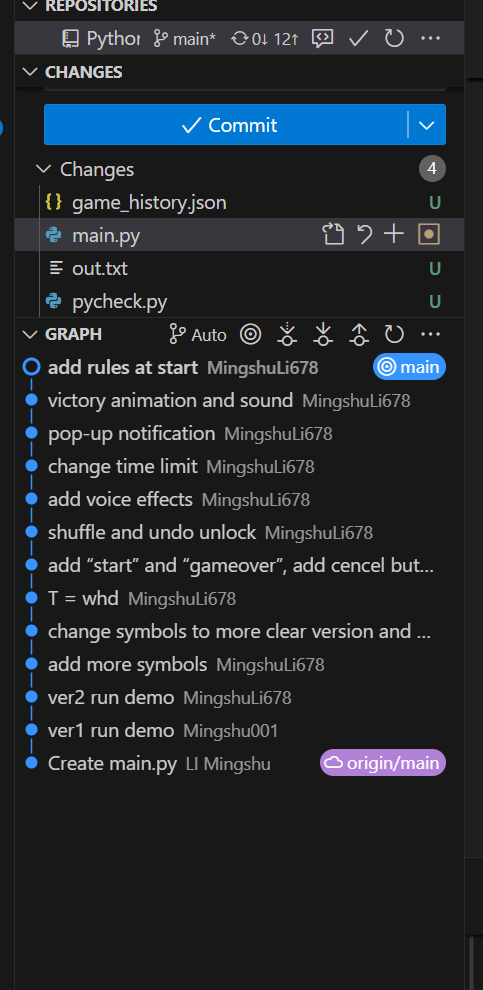 REPOSITORIES
Python main* 0↓ 12↑
CHANGES
Commit
Changes 4
game_history.json U
main.py
out.txt U
pycheck.py U
GRAPH Auto
add rules at start MingshuLi678 main
victory animation and sound MingshuLi678
pop-up notification MingshuLi678
change time limit MingshuLi678
add voice effects MingshuLi678
shuffle and undo unlock MingshuLi678
add “start” and “gameover”, add cencel but...
T = whd MingshuLi678
change symbols to more clear version and ...
add more symbols MingshuLi678
ver2 run demo MingshuLi678
ver1 run demo Mingshu001
Create main.py LI Mingshu origin/main